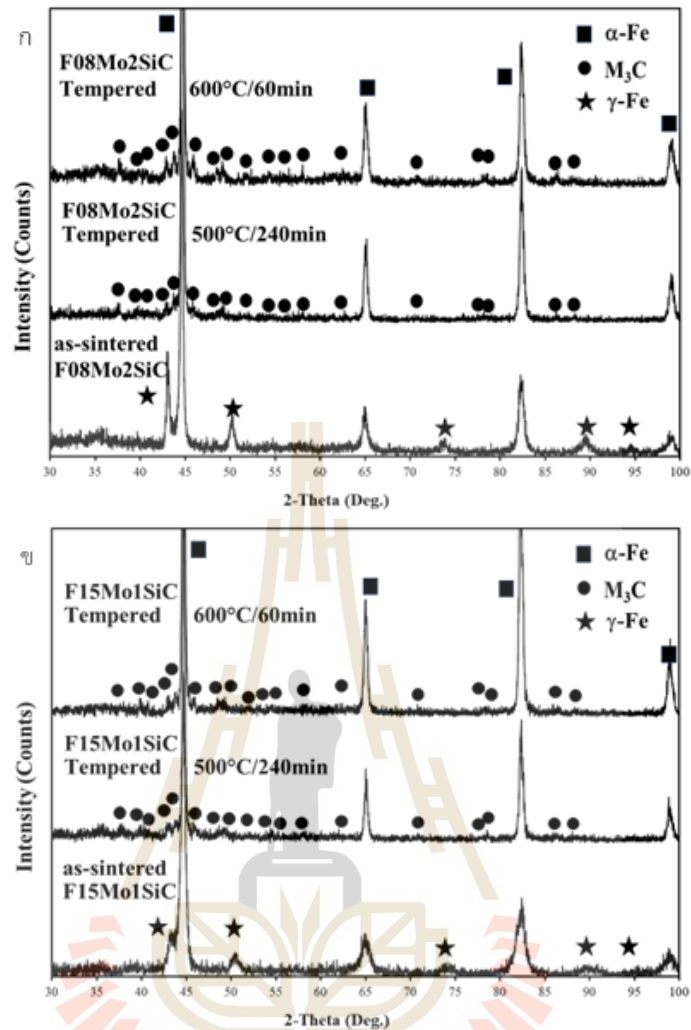 ก
α-Fe
M₃C
γ-Fe
F08Mo2SiC
Tempered 600°C/60min
F08Mo2SiC
Tempered 500°C/240min
as-sintered
F08Mo2SiC
Intensity (Counts)
30 35 40 45 50 55 60 65 70 75 80 85 90 95 100
2-Theta (Deg.)
ข
α-Fe
M₃C
γ-Fe
F15Mo1SiC
Tempered 600°C/60min
F15Mo1SiC
Tempered 500°C/240min
as-sintered
F15Mo1SiC
Intensity (Counts)
30 35 40 45 50 55 60 65 70 75 80 85 90 95 100
2-Theta (Deg.)